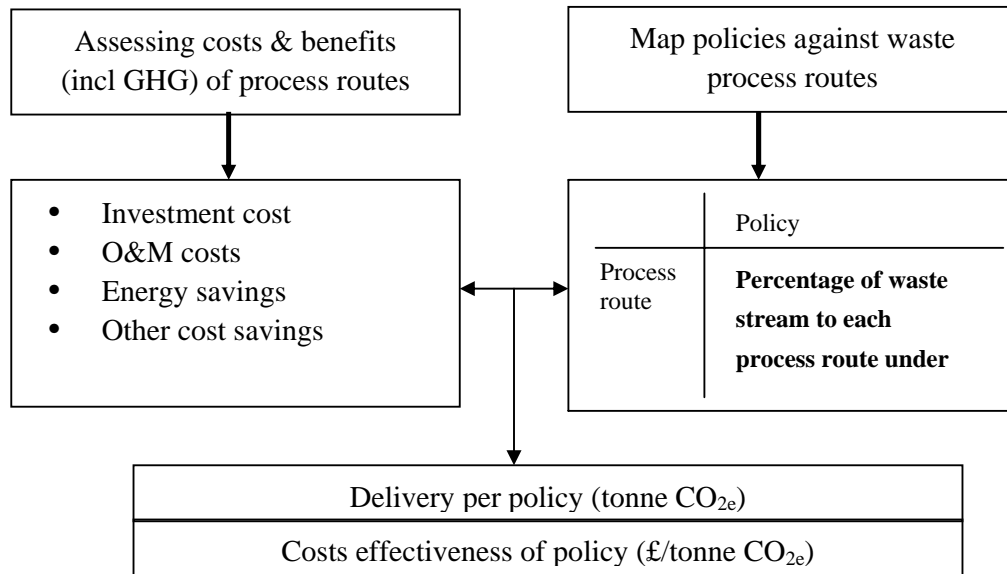 Assessing costs & benefits
(incl GHG) of process routes
Map policies against waste
process routes
• Investment cost
• O&M costs
• Energy savings
• Other cost savings
Policy
Process
route
Percentage of waste
stream to each
process route under
Delivery per policy (tonne CO2e)
Costs effectiveness of policy (£/tonne CO2e)